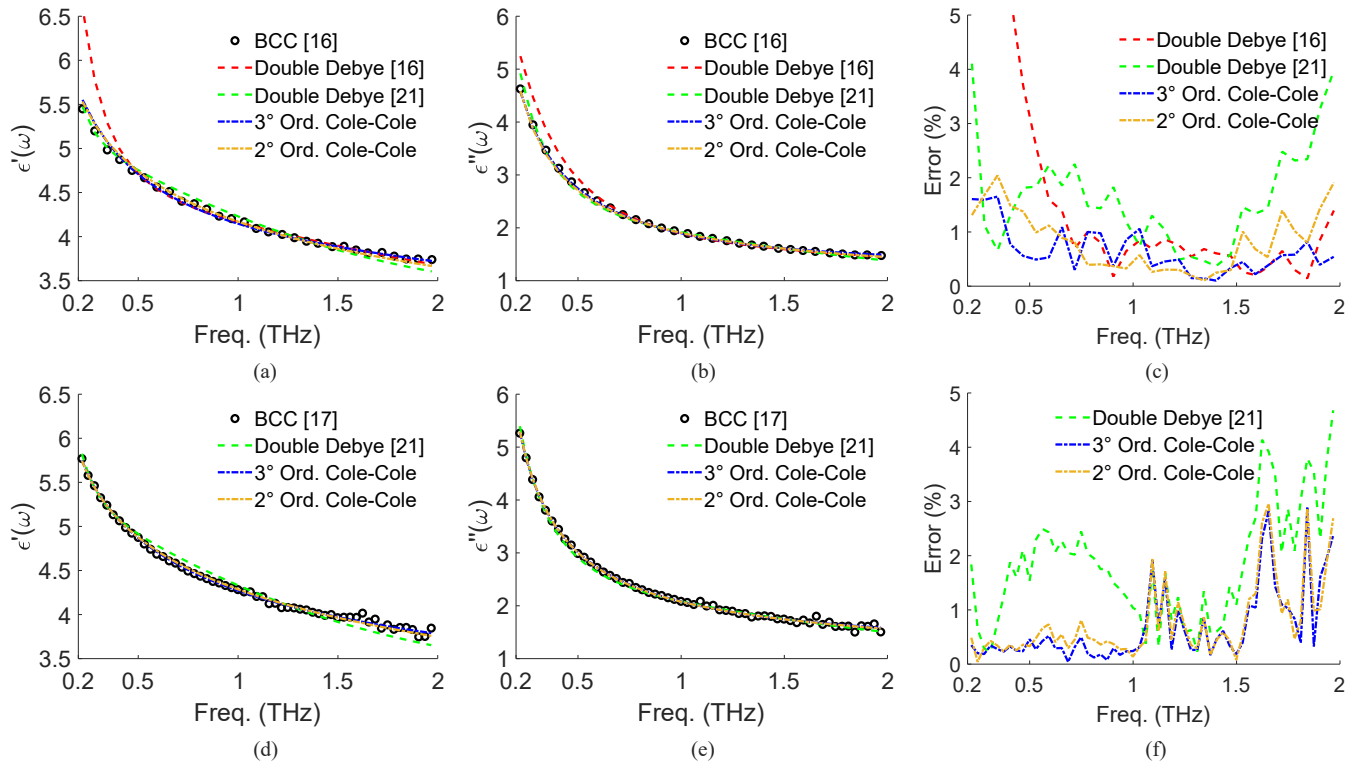 6.5
6
5.5
5
4.5
4
3.5
ϵ'(ω)
BCC [16]
Double Debye [16]
Double Debye [21]
3° Ord. Cole-Cole
2° Ord. Cole-Cole
0.2 0.5 1 1.5 2
Freq. (THz)
(a)
6
5
4
3
2
1
ϵ''(ω)
BCC [16]
Double Debye [16]
Double Debye [21]
3° Ord. Cole-Cole
2° Ord. Cole-Cole
0.2 0.5 1 1.5 2
Freq. (THz)
(b)
5
4
3
2
1
0
Error (%)
Double Debye [16]
Double Debye [21]
3° Ord. Cole-Cole
2° Ord. Cole-Cole
0.2 0.5 1 1.5 2
Freq. (THz)
(c)
6.5
6
5.5
5
4.5
4
3.5
ϵ'(ω)
BCC [17]
Double Debye [21]
3° Ord. Cole-Cole
2° Ord. Cole-Cole
0.2 0.5 1 1.5 2
Freq. (THz)
(d)
6
5
4
3
2
1
ϵ''(ω)
BCC [17]
Double Debye [21]
3° Ord. Cole-Cole
2° Ord. Cole-Cole
0.2 0.5 1 1.5 2
Freq. (THz)
(e)
5
4
3
2
1
0
Error (%)
Double Debye [21]
3° Ord. Cole-Cole
2° Ord. Cole-Cole
0.2 0.5 1 1.5 2
Freq. (THz)
(f)